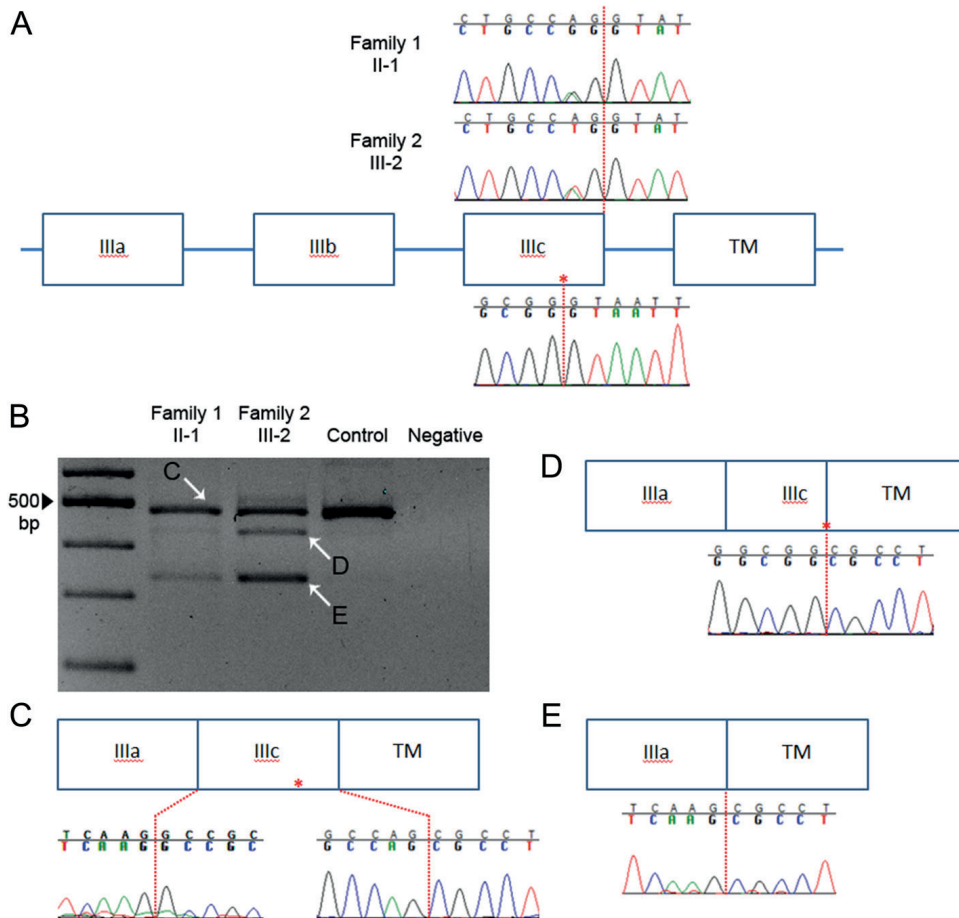 A
Family 1
II-1
C T G C C A G G T A T
C T G C C G G G T A T
Family 2
III-2
C T G C C A G G T A T
C T G C C T G G T A T
IIIa
IIIb
IIIc
TM
*
G C G G G T A A T T
G C G G G T A A T T
B
Family 1
II-1
Family 2
III-2
Control
Negative
500
bp
C
D
E
D
IIIa
IIIc
TM
*
G G C G G C G C C T
G G C G G C G C C T
C
IIIa
IIIc
TM
*
T C A A G G C C G C
T C A A G G C C G C
G C C A G C G C C T
G C C A G C G C C T
E
IIIa
TM
T C A A G C G C C T
T C A A G C G C C T